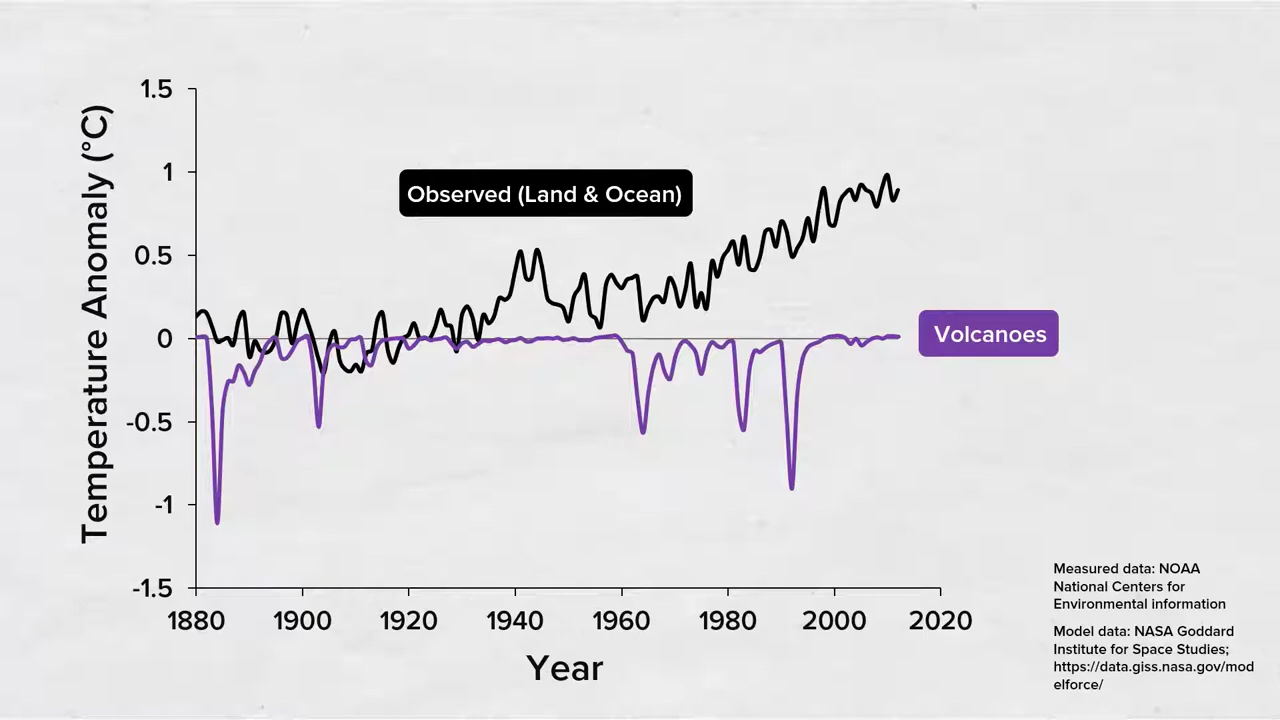 Temperature Anomaly (°C)
1.5
1
0.5
0
-0.5
-1
-1.5
Observed (Land & Ocean)
Volcanoes
1880 1900 1920 1940 1960 1980 2000 2020
Year
Measured data: NOAA
National Centers for
Environmental information
Model data: NASA Goddard
Institute for Space Studies;
https://data.giss.nasa.gov/mod
elforce/